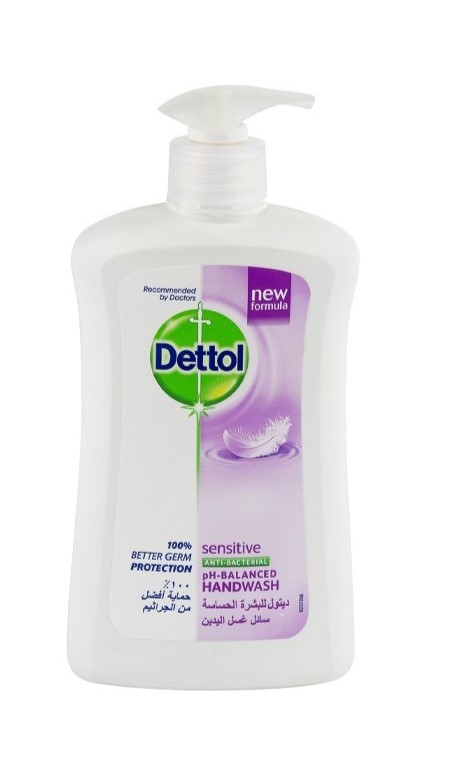 Recommended
by Doctors
new
formula
Dettol
100%
BETTER GERM
PROTECTION
٪١٠٠
حماية أفضل
من الجراثيم
sensitive
ANTI-BACTERIAL
pH-BALANCED
HANDWASH
ديتول للبشرة الحساسة
سائل غسل اليدين